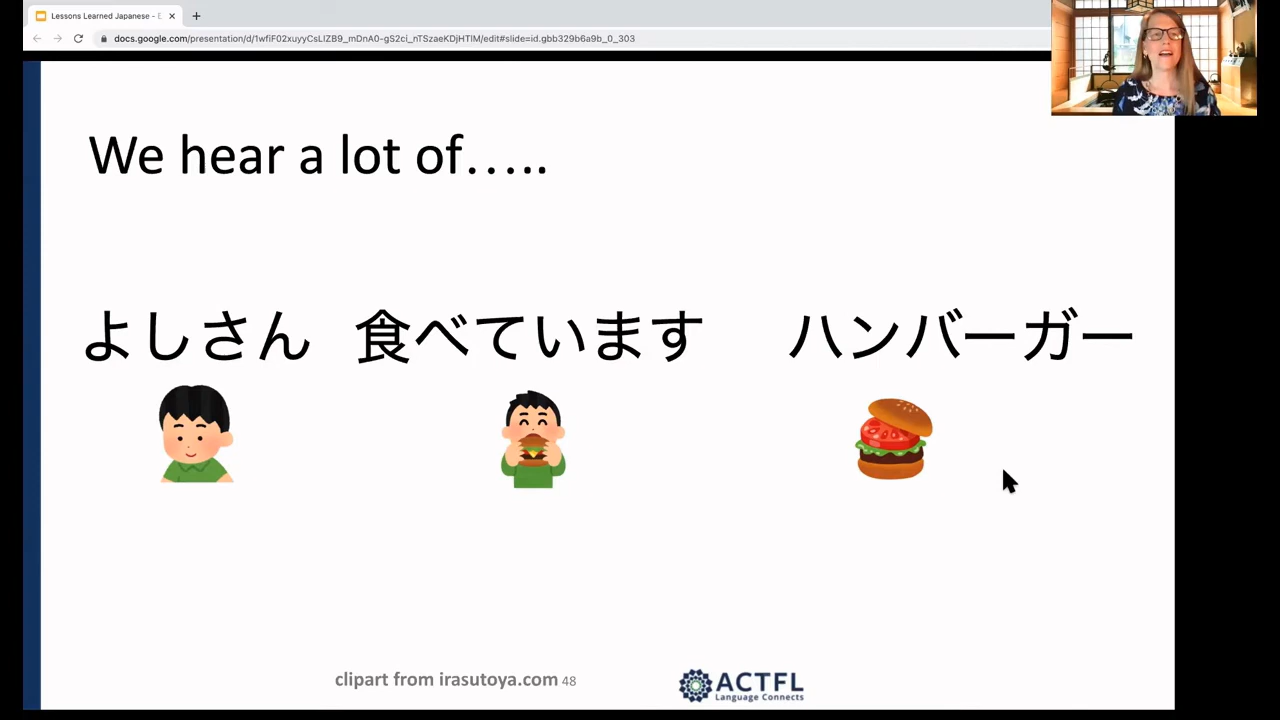 Lessons Learned Japanese - E
docs.google.com/presentation/d/1wfiF02xuyyCsLIZB9_mDnA0-gS2ci_nTSzaeKDjHTlM/edit#slide=id.gbb329b6a9b_0_303
We hear a lot of…..
よしさん 食べています ハンバーガー
clipart from irasutoya.com 48
ACTFL
Language Connects